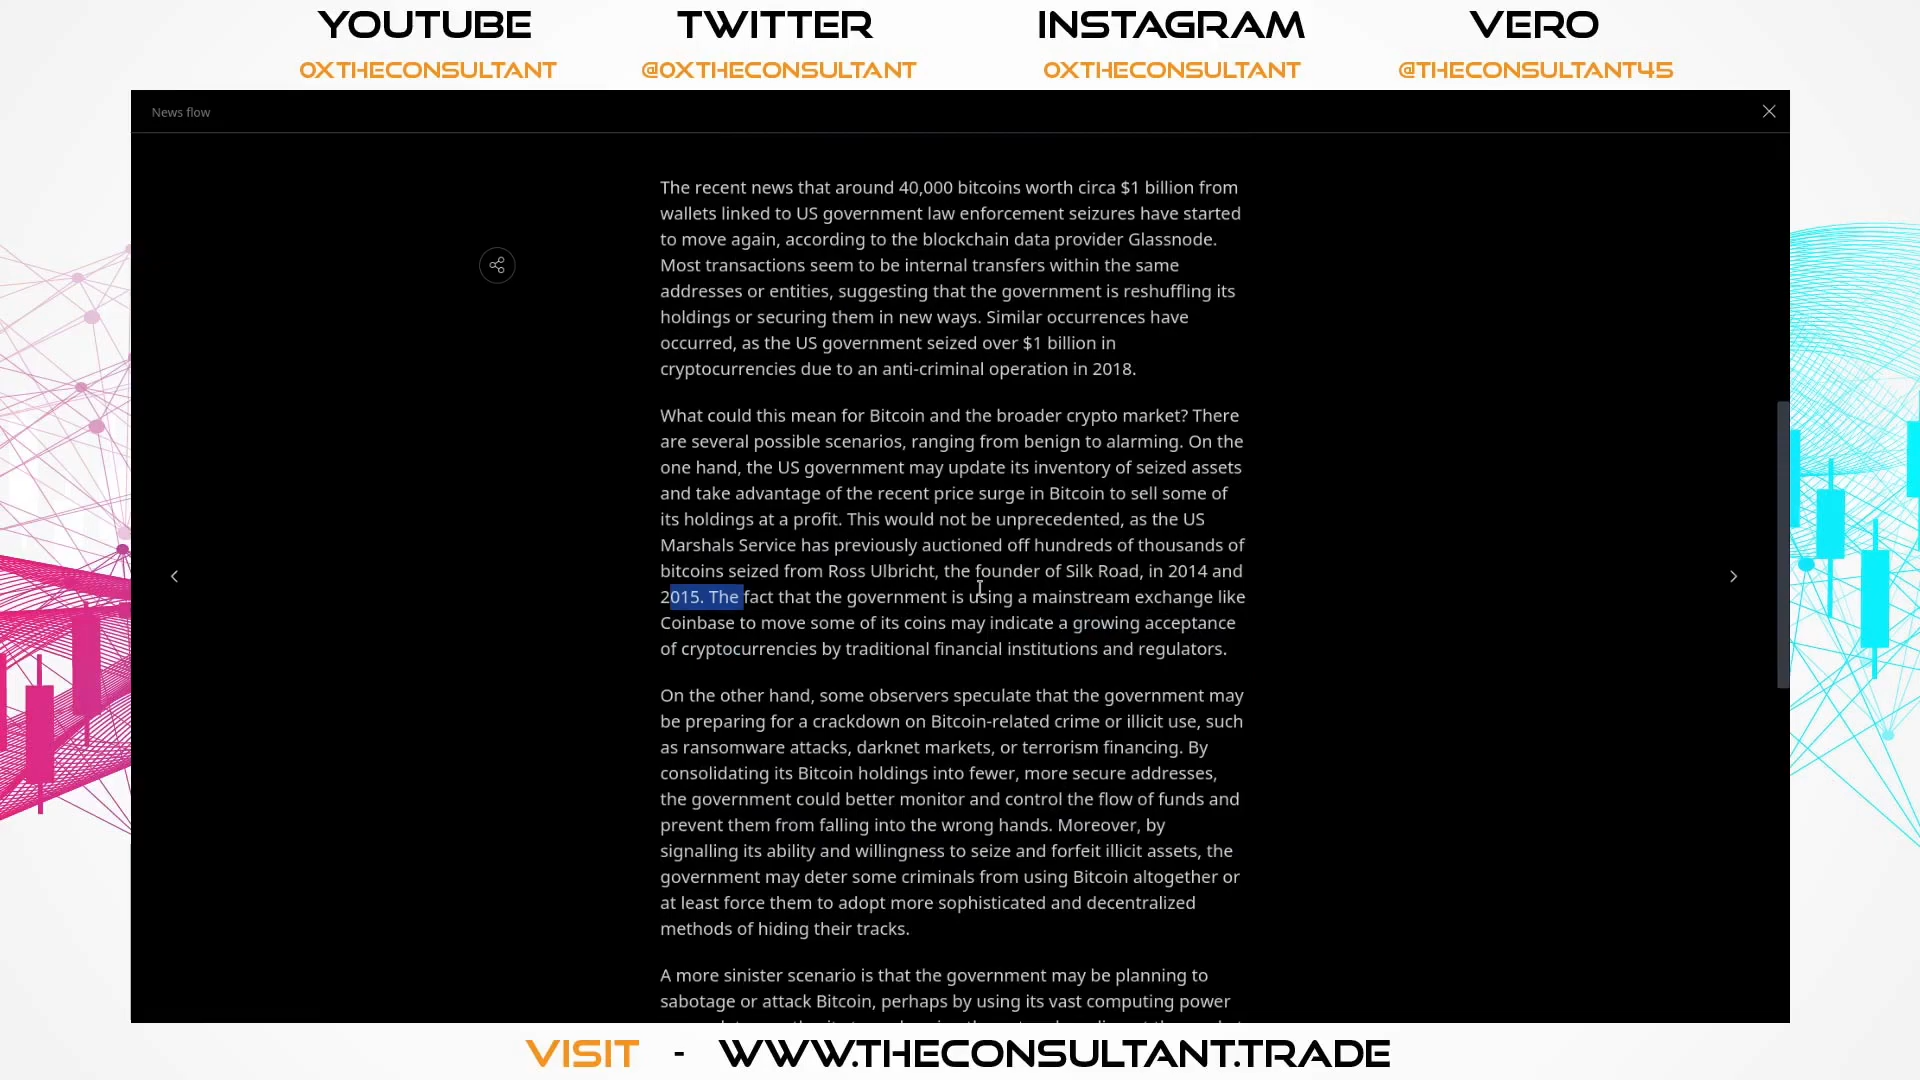 YOUTUBE TWITTER INSTAGRAM VERO
0XTHECONSULTANT @0XTHECONSULTANT 0XTHECONSULTANT @THECONSULTANT45
News flow
The recent news that around 40,000 bitcoins worth circa $1 billion from
wallets linked to US government law enforcement seizures have started
to move again, according to the blockchain data provider Glassnode.
Most transactions seem to be internal transfers within the same
addresses or entities, suggesting that the government is reshuffling its
holdings or securing them in new ways. Similar occurrences have
occurred, as the US government seized over $1 billion in
cryptocurrencies due to an anti-criminal operation in 2018.
What could this mean for Bitcoin and the broader crypto market? There
are several possible scenarios, ranging from benign to alarming. On the
one hand, the US government may update its inventory of seized assets
and take advantage of the recent price surge in Bitcoin to sell some of
its holdings at a profit. This would not be unprecedented, as the US
Marshals Service has previously auctioned off hundreds of thousands of
bitcoins seized from Ross Ulbricht, the founder of Silk Road, in 2014 and
2015. The fact that the government is using a mainstream exchange like
Coinbase to move some of its coins may indicate a growing acceptance
of cryptocurrencies by traditional financial institutions and regulators.
On the other hand, some observers speculate that the government may
be preparing for a crackdown on Bitcoin-related crime or illicit use, such
as ransomware attacks, darknet markets, or terrorism financing. By
consolidating its Bitcoin holdings into fewer, more secure addresses,
the government could better monitor and control the flow of funds and
prevent them from falling into the wrong hands. Moreover, by
signalling its ability and willingness to seize and forfeit illicit assets, the
government may deter some criminals from using Bitcoin altogether or
at least force them to adopt more sophisticated and decentralized
methods of hiding their tracks.
A more sinister scenario is that the government may be planning to
sabotage or attack Bitcoin, perhaps by using its vast computing power
VISIT - WWW.THECONSULTANT.TRADE